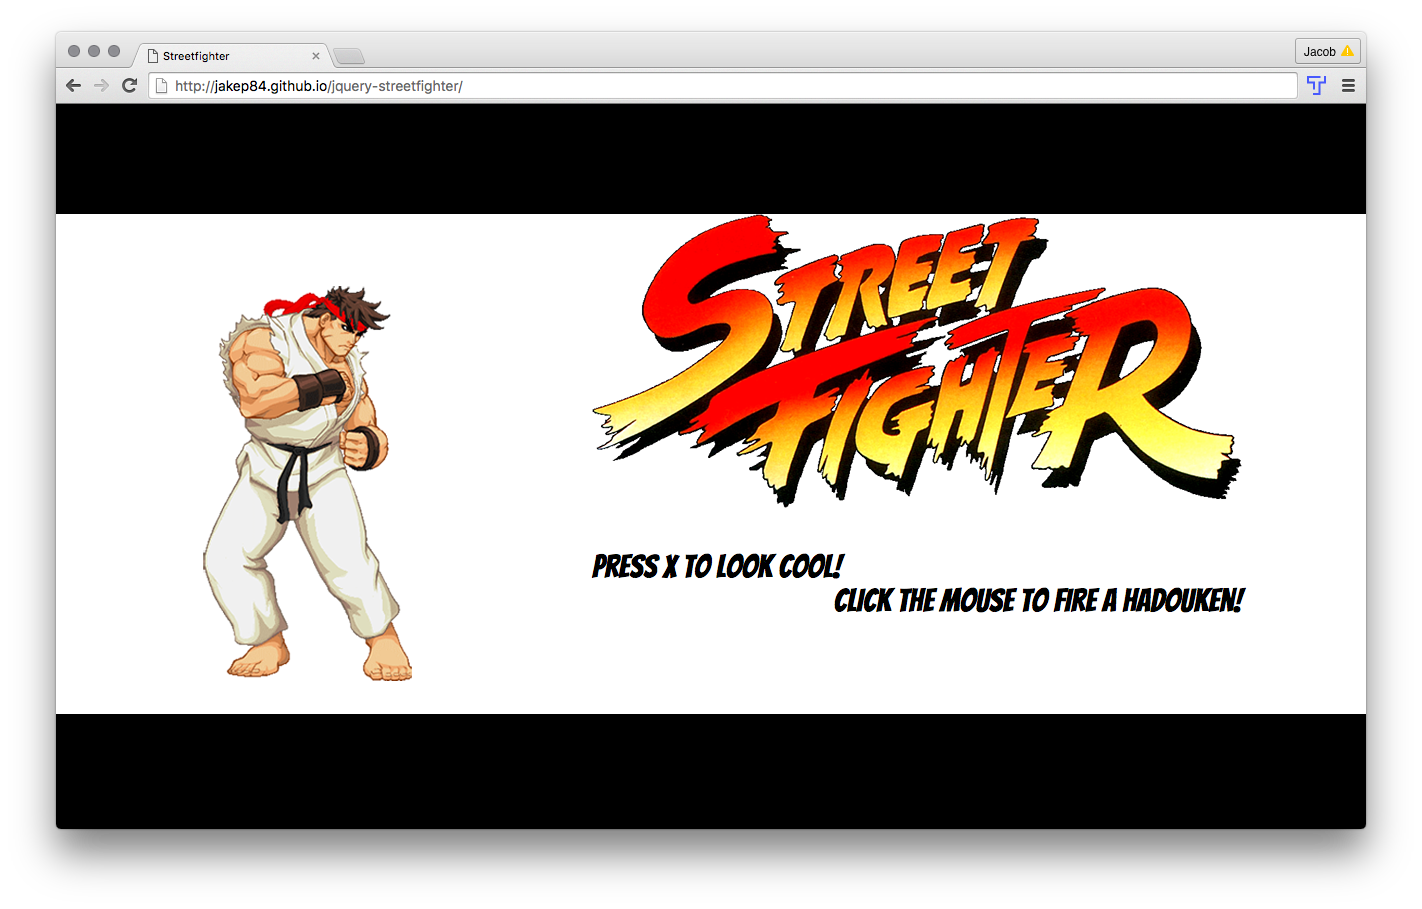 Streetfighter
Jacob
http://jakep84.github.io/jquery-streetfighter/
STREET
FIGHTER
PRESS X TO LOOK COOL!
CLICK THE MOUSE TO FIRE A HADOUKEN!